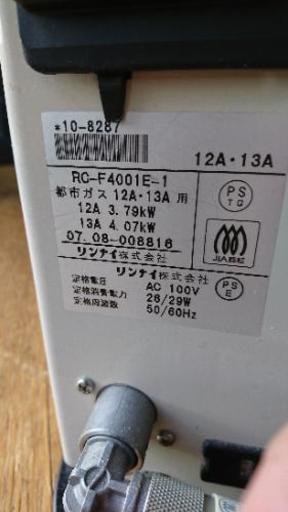 *10-8287
12A・13A
RC-F4001E-1
都市ガス 12A・13A 用
12A 3.79kW
13A 4.07kW
07.08-008816
リンナイ株式会社
リンナイ株式会社
定格電圧 AC 100V
定格消費電力 26/29W
定格周波数 50/60Hz
PS
TG
JIA
PS
E